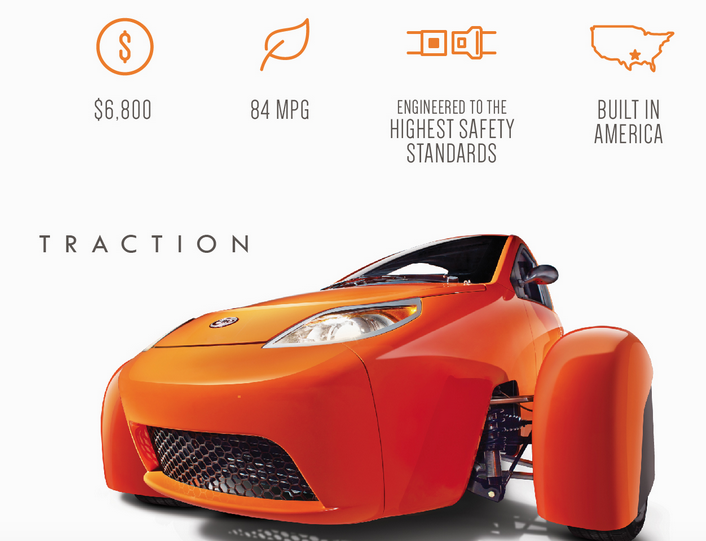 $
$6,800
84 MPG
ENGINEERED TO THE
HIGHEST SAFETY
STANDARDS
BUILT IN
AMERICA
TRACTION